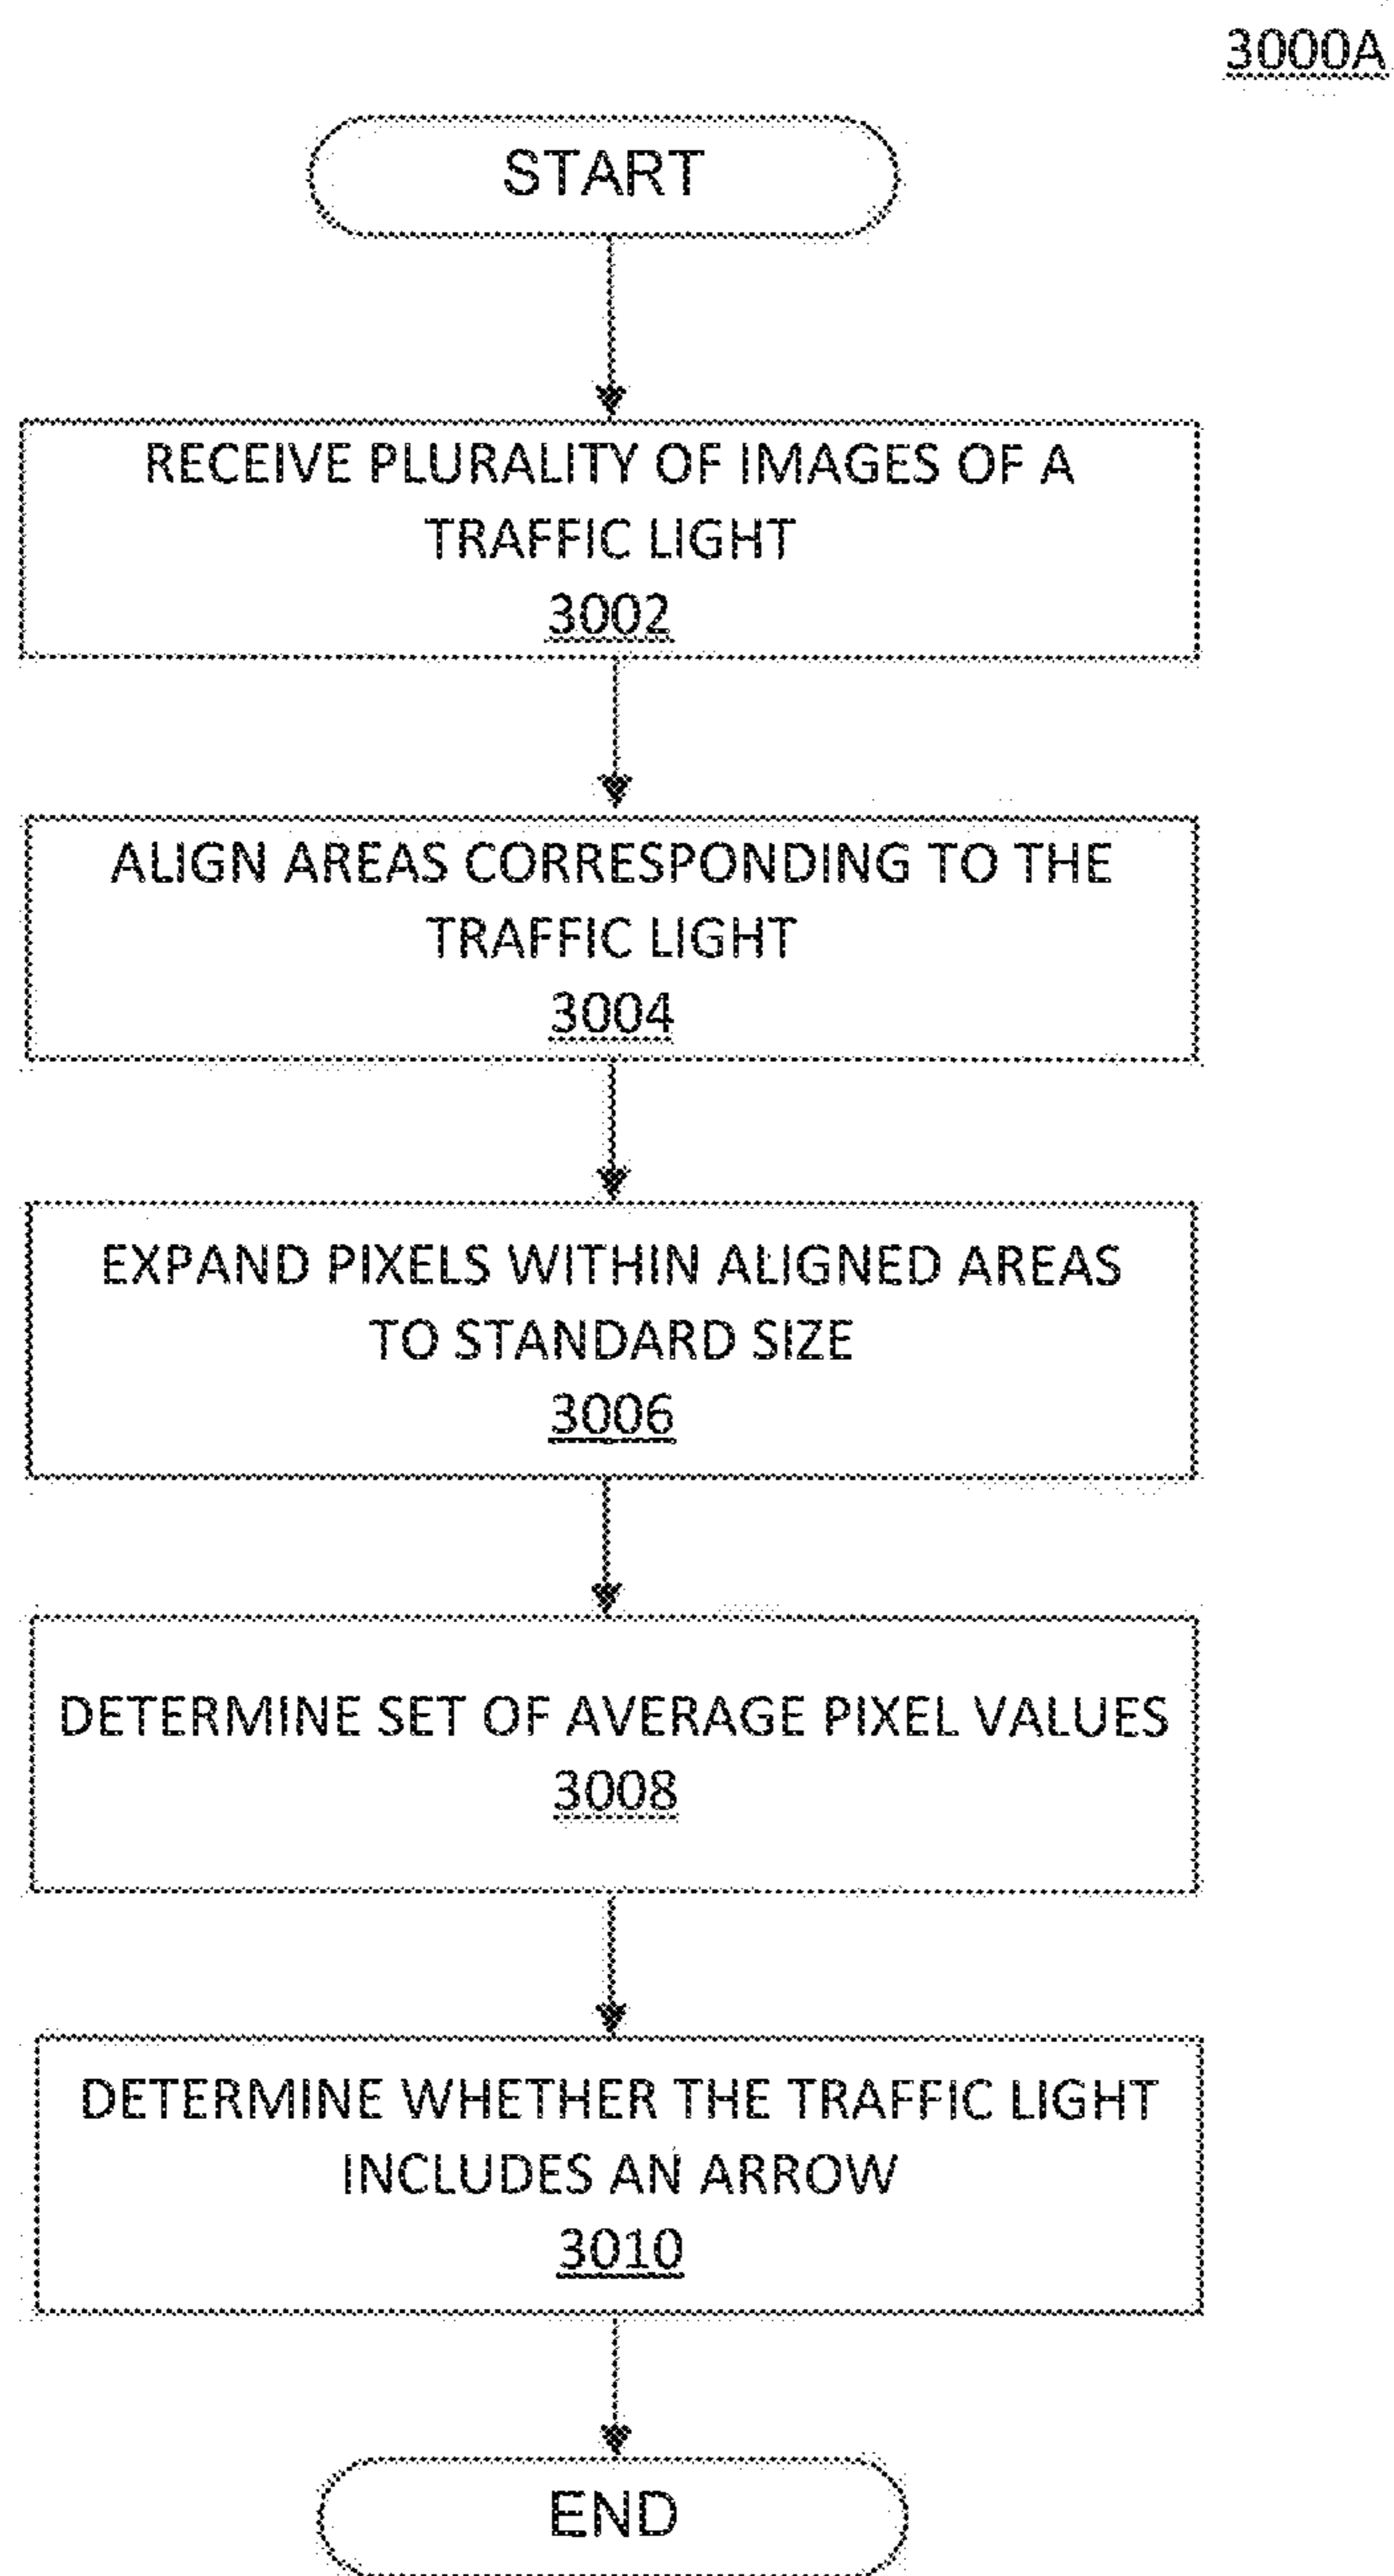 3000A
START
RECEIVE PLURALITY OF IMAGES OF A
TRAFFIC LIGHT
3002
ALIGN AREAS CORRESPONDING TO THE
TRAFFIC LIGHT
3004
EXPAND PIXELS WITHIN ALIGNED AREAS
TO STANDARD SIZE
3006
DETERMINE SET OF AVERAGE PIXEL VALUES
3008
DETERMINE WHETHER THE TRAFFIC LIGHT
INCLUDES AN ARROW
3010
END